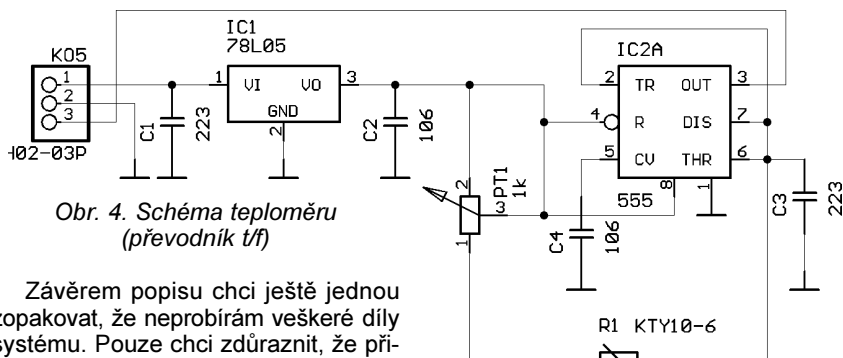 IC1
78L05
K05
1
2
3
1 VI VO 3
GND
2
C1
223
C2
106
H02-03P
IC2A
2 TR OUT 3
4 R DIS 7
5 CV THR 6
8 1
555
PT1
1k
2
3
1
C4
106
C3
223
R1 KTY10-6
Obr. 4. Schéma teploměru
(převodník t/f)
Závěrem popisu chci ještě jednou
zopakovat, že neprobírám veškeré díly
systému. Pouze chci zdůraznit, že při-